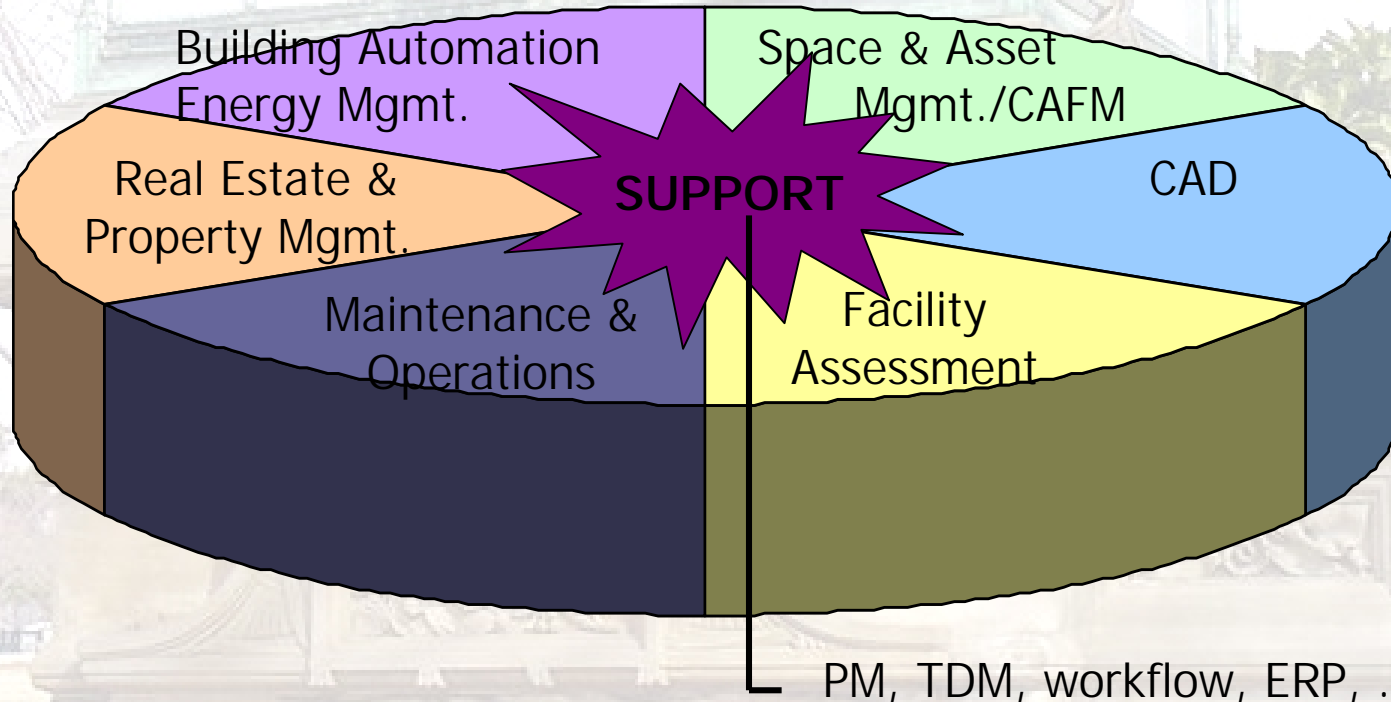 Building Automation
Energy Mgmt.
Space & Asset
Mgmt./CAFM
Real Estate &
Property Mgmt.
SUPPORT
CAD
Maintenance &
Operations
Facility
Assessment
PM, TDM, workflow, ERP, .